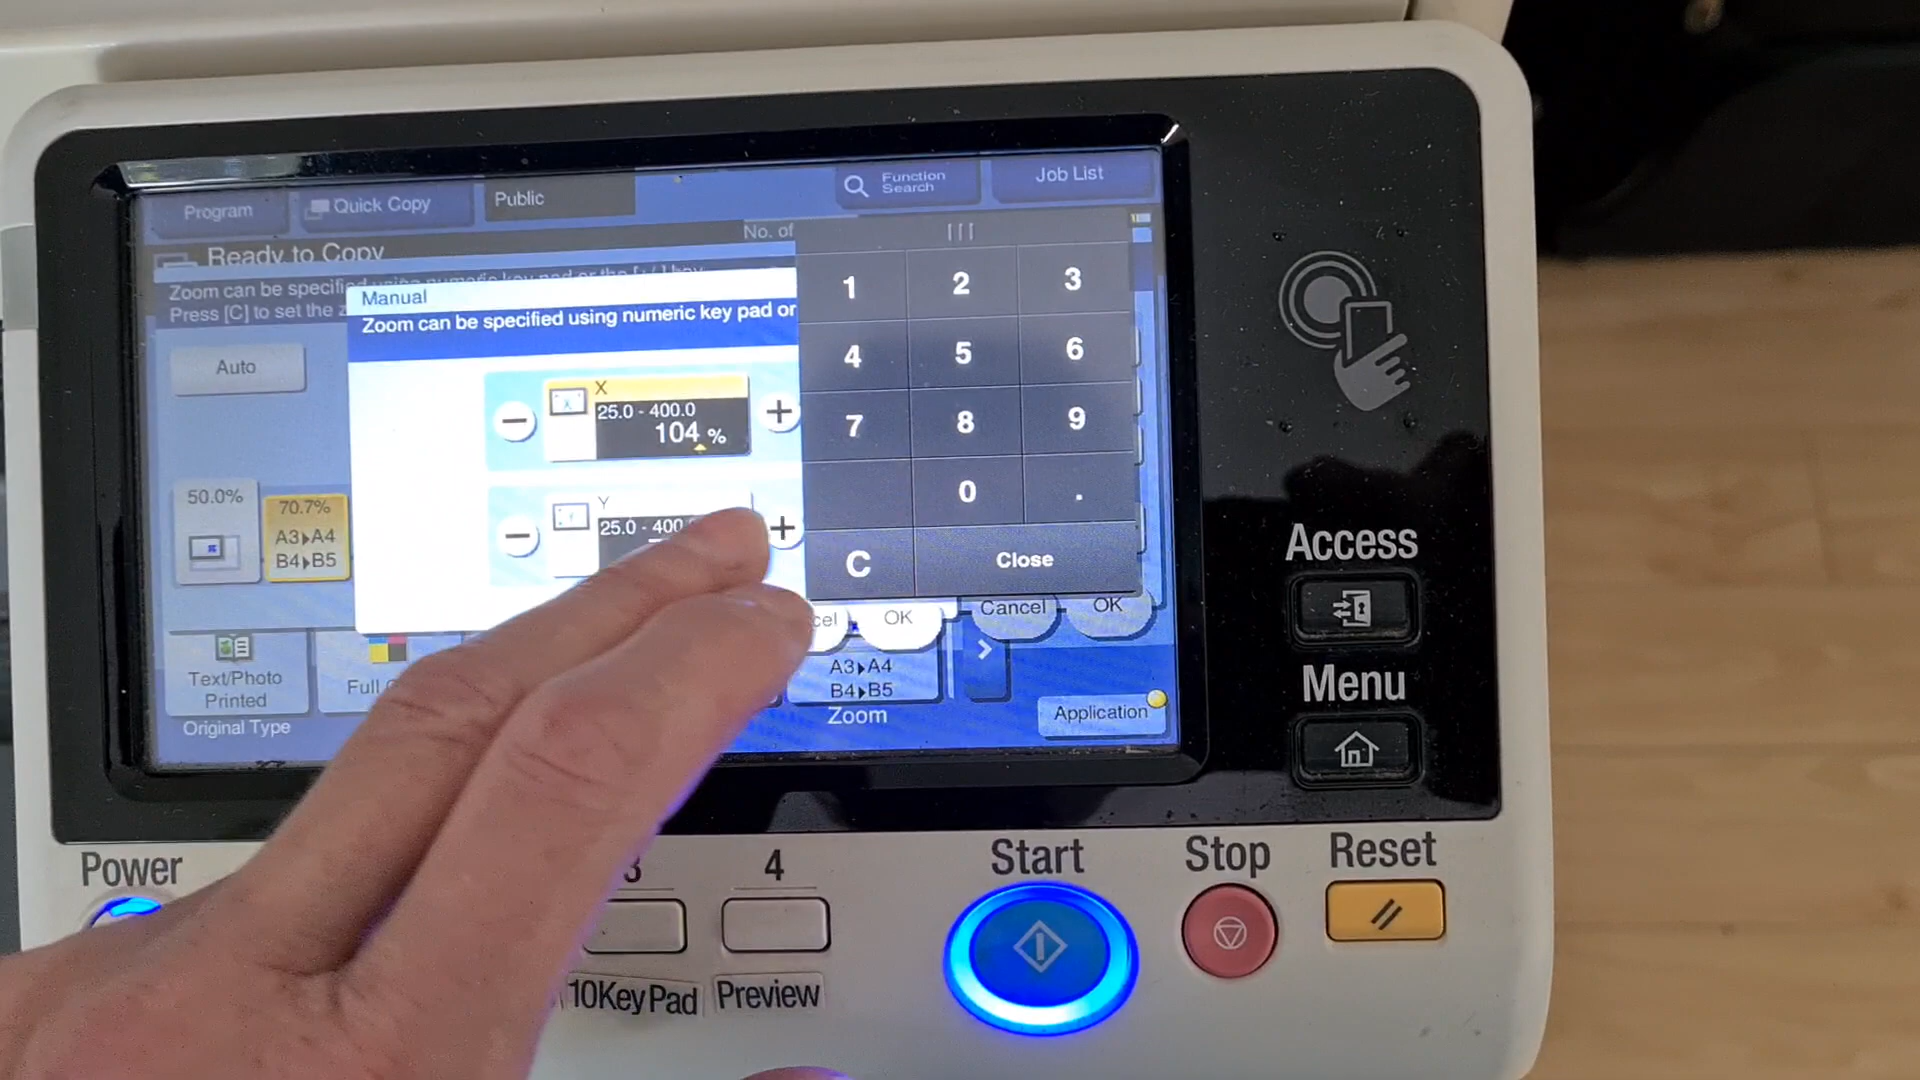 Program
Quick Copy
Public
Function
Search
Job List
Ready to Copy
No. of
Zoom can be specified using numeric key pad or the [+/-] key
Press [C] to set the z
Manual
Zoom can be specified using numeric key pad or
Auto
X
25.0 - 400.0
104 %
Y
25.0 - 400
50.0%
70.7%
A3▸A4
B4▸B5
1 2 3
4 5 6
7 8 9
0 .
C
Close
cel
OK
Cancel
OK
Text/Photo
Printed
Original Type
Full
A3▸A4
B4▸B5
Zoom
Application
Access
Menu
Power
3
4
10KeyPad
Preview
Start
Stop
Reset